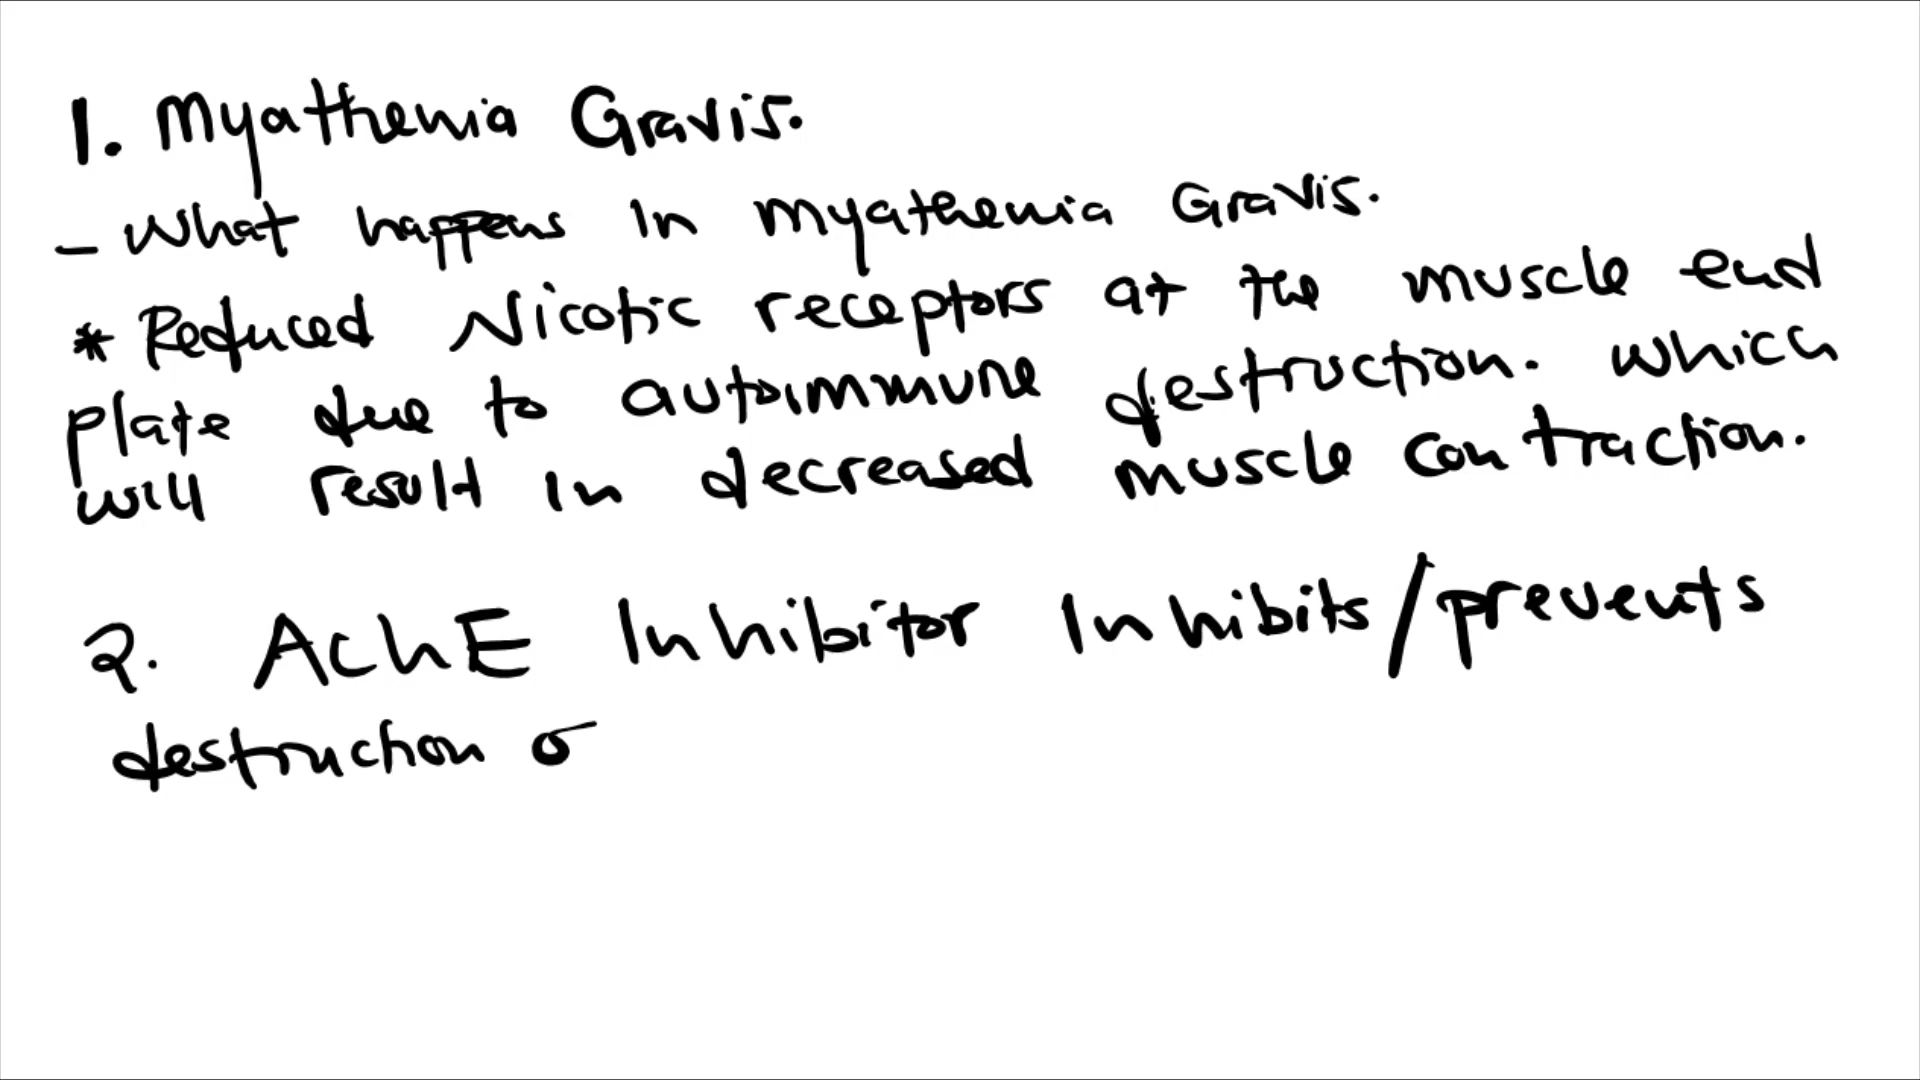 1. Myathenia Gravis.
- What happens in myathenia Gravis.
* Reduced Nicotic receptors at the muscle end
plate due to autoimmune destruction. which
will result in decreased muscle contraction.
2. AchE Inhibitor Inhibits/prevents
destruction o